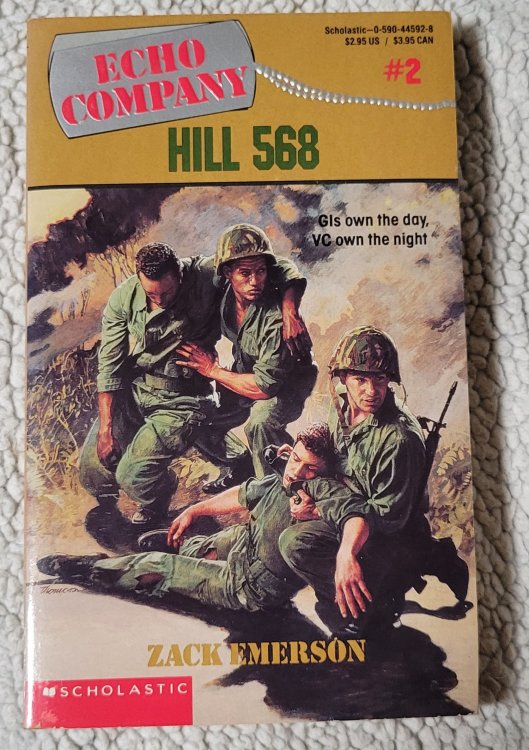 Scholastic—0-590-44592-8
$2.95 US / $3.95 CAN
ECHO
COMPANY
#2
HILL 568
GIs own the day,
VC own the night
ZACK EMERSON
SCHOLASTIC